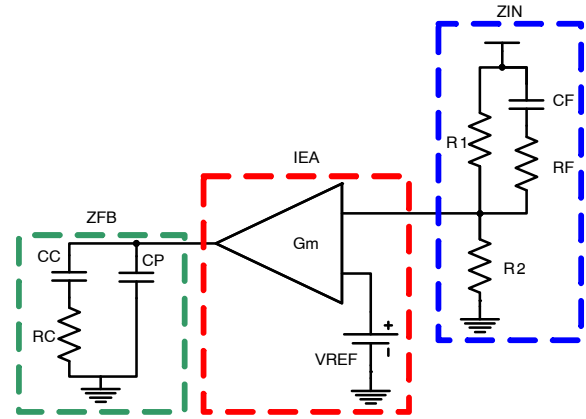 ZIN
CF
R1
RF
IEA
ZFB
Gm
CC
CP
R2
RC
VREF
+
-